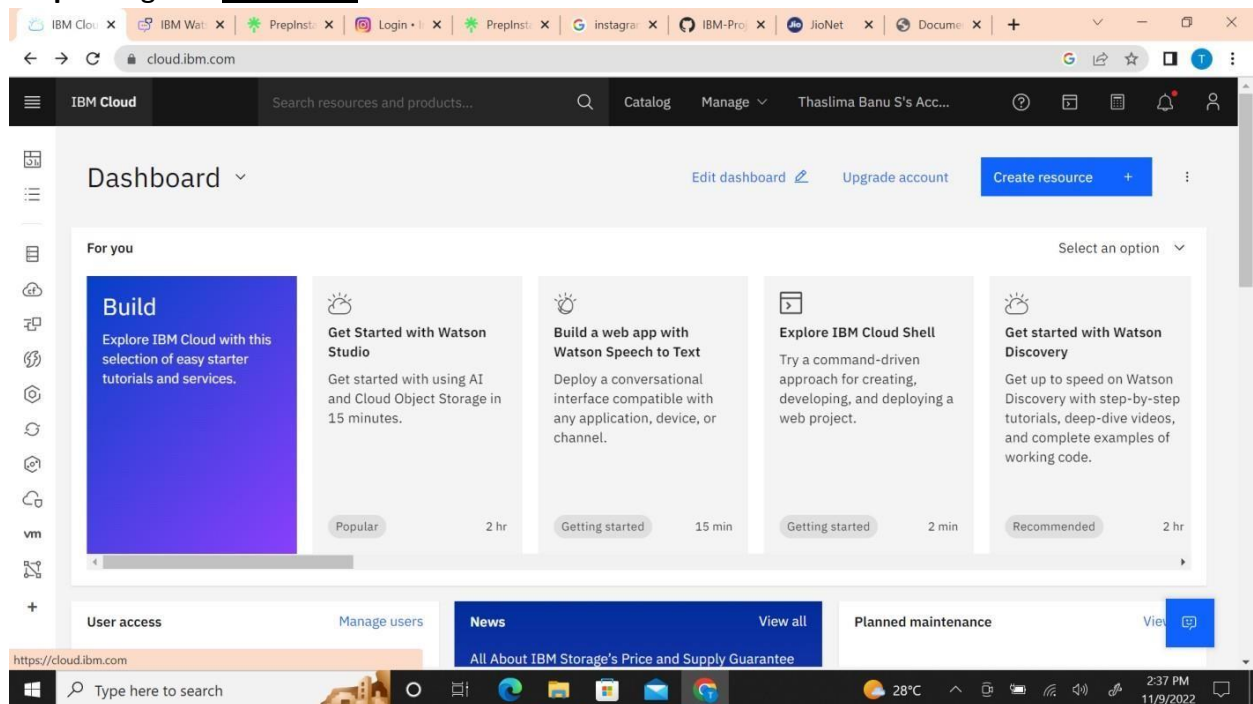 IBM Clou
IBM Wat
PrepInst
Login •
PrepInst
instagra
IBM-Pro
JioNet
Docume
cloud.ibm.com
T
IBM Cloud
Search resources and products...
Catalog
Manage
Thaslima Banu S's Acc...
Dashboard
Edit dashboard
Upgrade account
Create resource +
For you
Select an option
Build
Explore IBM Cloud with this
selection of easy starter
tutorials and services.
Get Started with Watson
Studio
Get started with using AI
and Cloud Object Storage in
15 minutes.
Popular
2 hr
Build a web app with
Watson Speech to Text
Deploy a conversational
interface compatible with
any application, device, or
channel.
Getting started
15 min
Explore IBM Cloud Shell
Try a command-driven
approach for creating,
developing, and deploying a
web project.
Getting started
2 min
Get started with Watson
Discovery
Get up to speed on Watson
Discovery with step-by-step
tutorials, deep-dive videos,
and complete examples of
working code.
Recommended
2 hr
vm
User access
Manage users
News
View all
All About IBM Storage's Price and Supply Guarantee
Planned maintenance
View
https://cloud.ibm.com
Type here to search
28°C
2:37 PM
11/9/2022